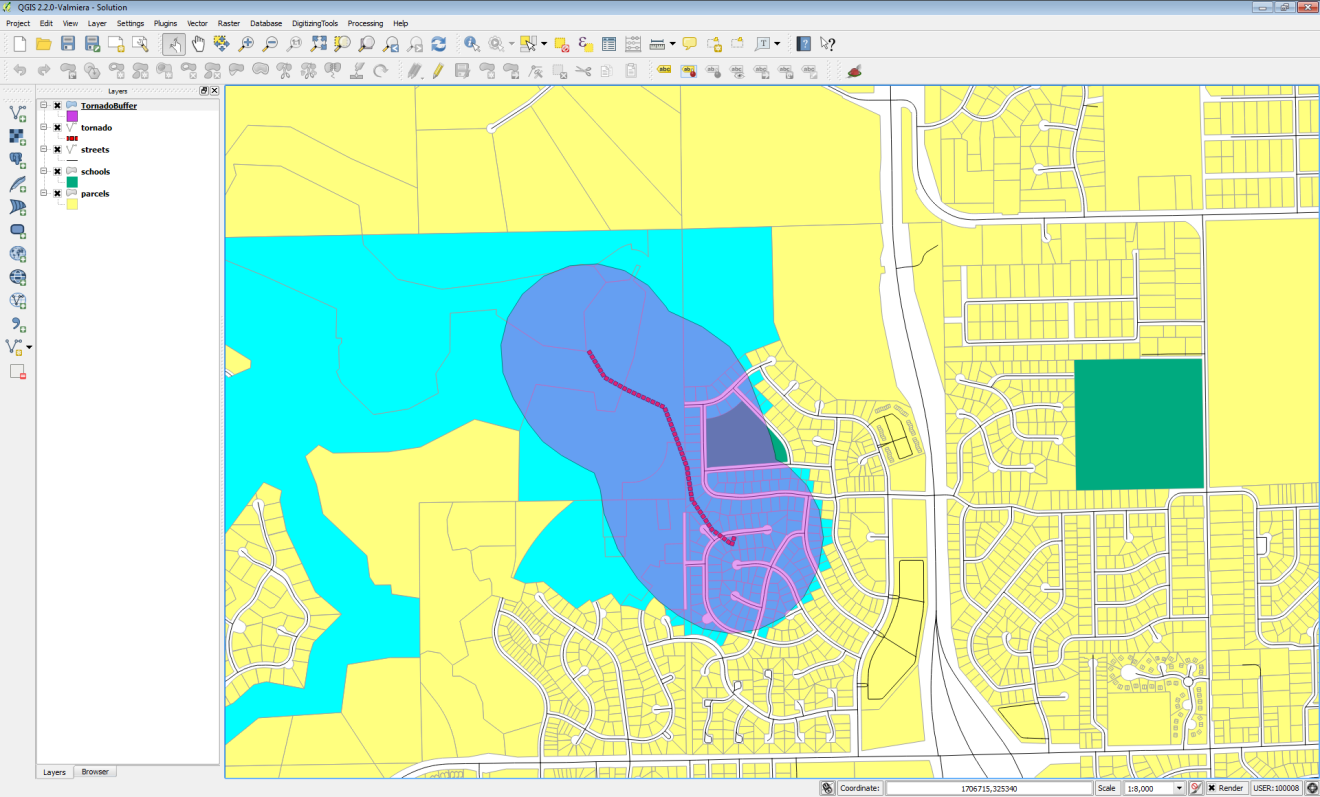 QGIS 2.2.0-Valmiera - Solution
Project Edit View Layer Settings Plugins Vector Raster Database DigitizingTools Processing Help
Layers
TornadoBuffer
tornado
streets
schools
parcels
Layers Browser
Coordinate: 1706715,325340 Scale 1:8,000 Render USER:100008